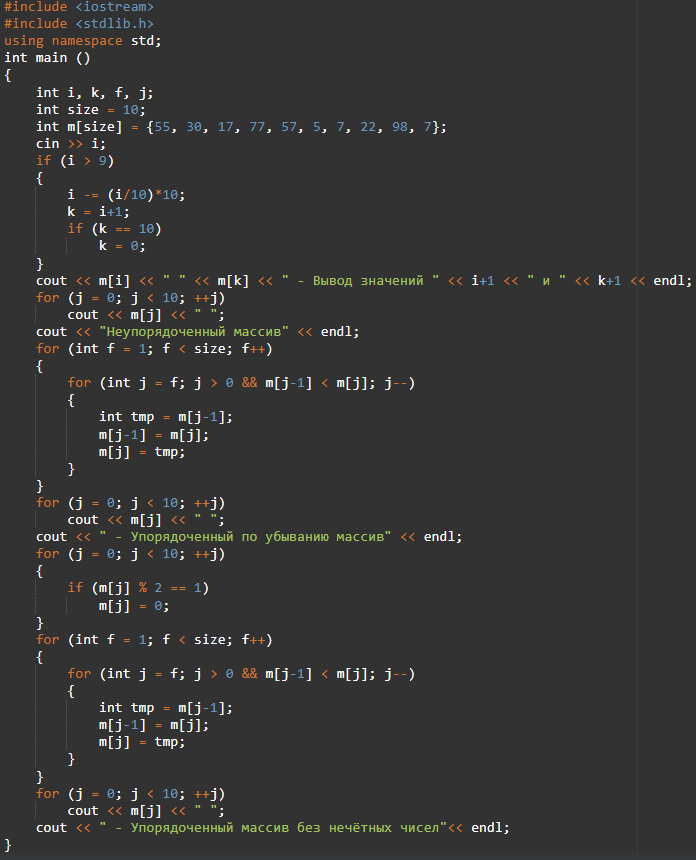 #include <iostream>
#include <stdlib.h>
using namespace std;
int main ()
{
    int i, k, f, j;
    int size = 10;
    int m[size] = {55, 30, 17, 77, 57, 5, 7, 22, 98, 7};
    cin >> i;
    if (i > 9)
    {
        i -= (i/10)*10;
        k = i+1;
        if (k == 10)
            k = 0;
    }
    cout << m[i] << " " << m[k] << " - Вывод значений " << i+1 << " и " << k+1 << endl;
    for (j = 0; j < 10; ++j)
        cout << m[j] << " ";
    cout << "Неупорядоченный массив" << endl;
    for (int f = 1; f < size; f++)
    {
        for (int j = f; j > 0 && m[j-1] < m[j]; j--)
        {
            int tmp = m[j-1];
            m[j-1] = m[j];
            m[j] = tmp;
        }
    }
    for (j = 0; j < 10; ++j)
        cout << m[j] << " ";
    cout << " - Упорядоченный по убыванию массив" << endl;
    for (j = 0; j < 10; ++j)
    {
        if (m[j] % 2 == 1)
            m[j] = 0;
    }
    for (int f = 1; f < size; f++)
    {
        for (int j = f; j > 0 && m[j-1] < m[j]; j--)
        {
            int tmp = m[j-1];
            m[j-1] = m[j];
            m[j] = tmp;
        }
    }
    for (j = 0; j < 10; ++j)
        cout << m[j] << " ";
    cout << " - Упорядоченный массив без нечётных чисел"<< endl;
}